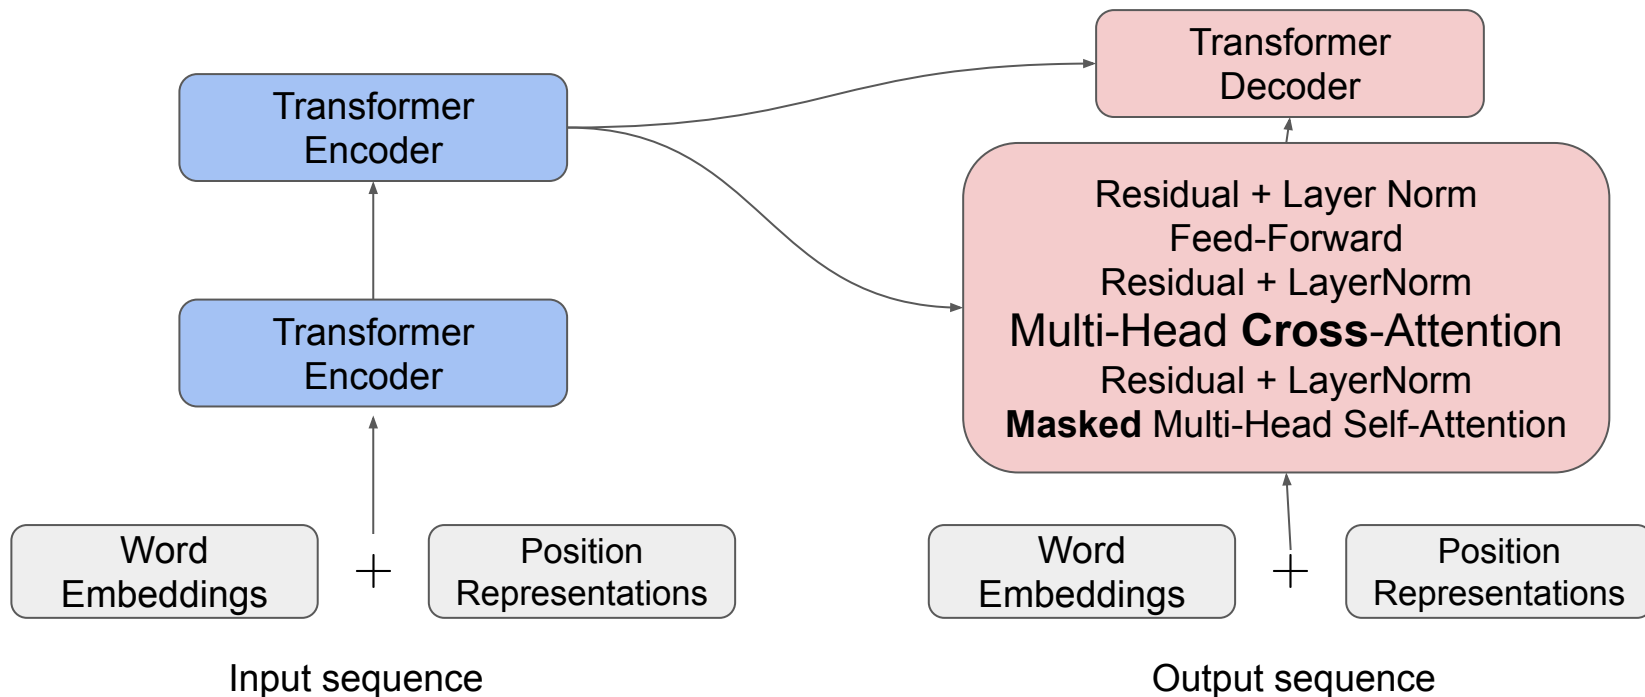 Transformer
Encoder
Transformer
Encoder
Word
Embeddings
+
Position
Representations
Input sequence
Transformer
Decoder
Residual + Layer Norm
Feed-Forward
Residual + LayerNorm
Multi-Head Cross-Attention
Residual + LayerNorm
Masked Multi-Head Self-Attention
Word
Embeddings
+
Position
Representations
Output sequence